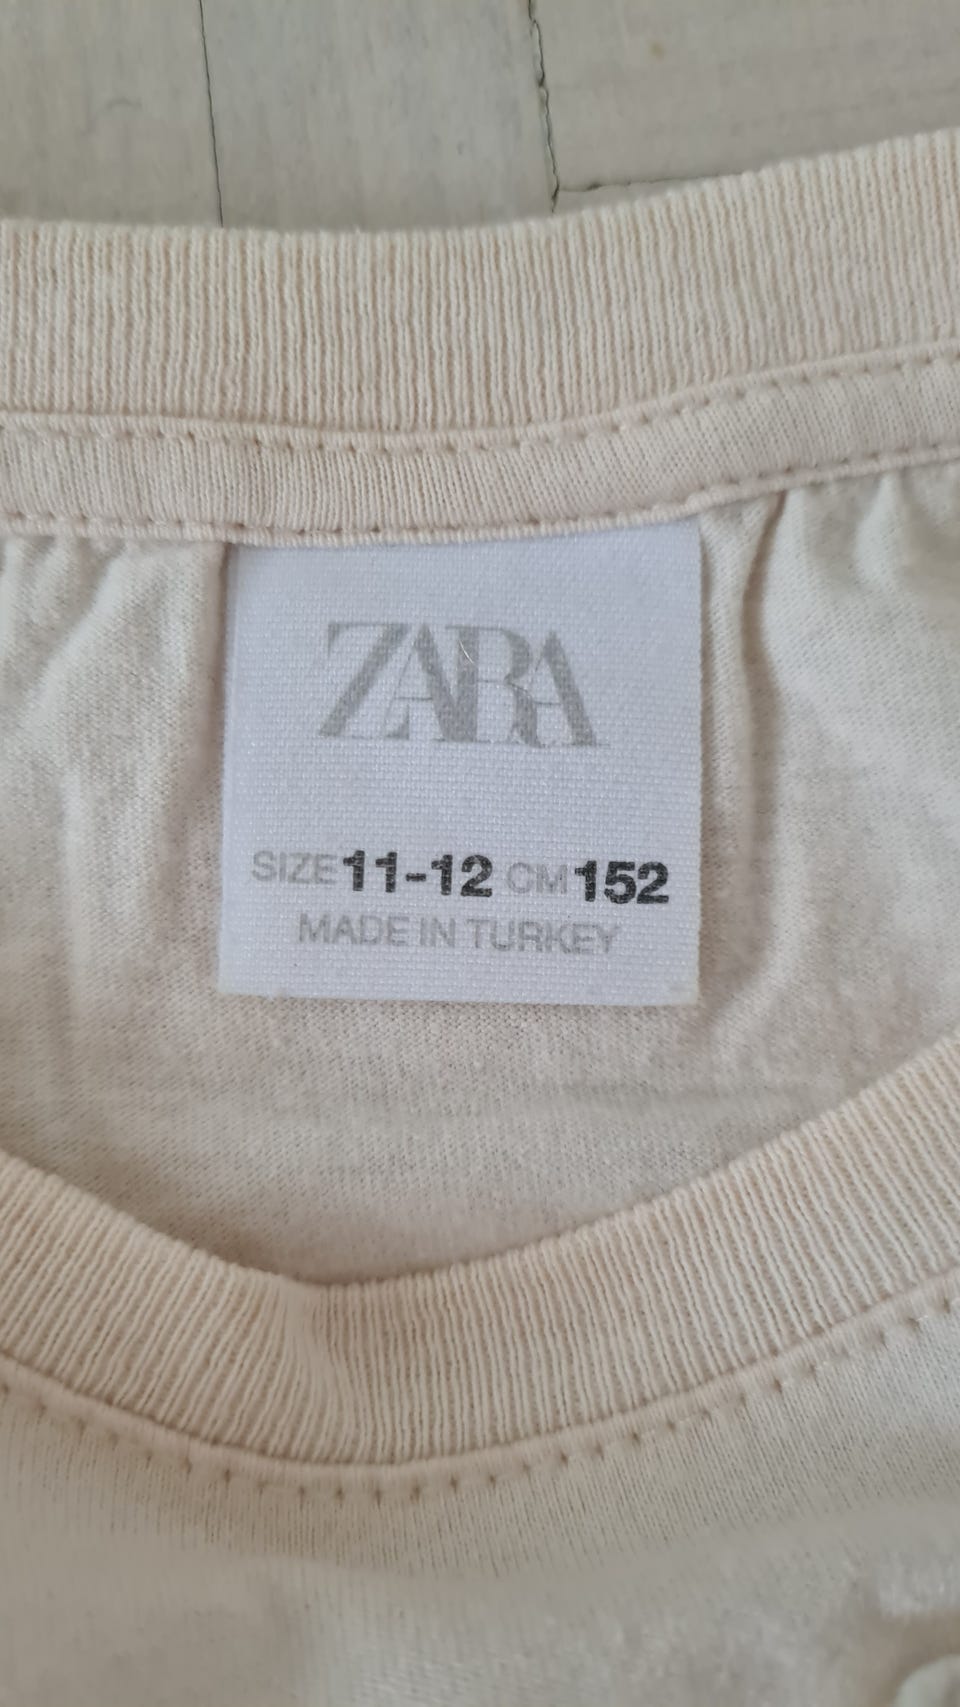 ZARA
SIZE 11-12 CM 152
MADE IN TURKEY